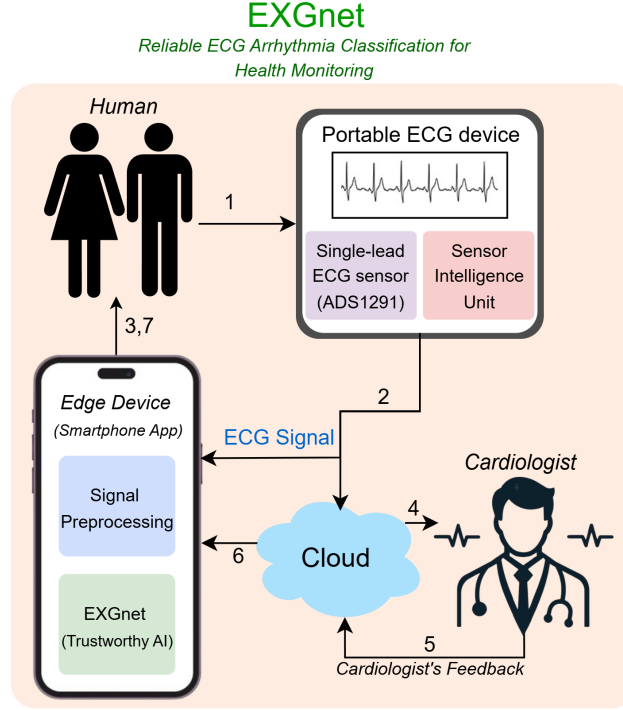 EXGnet
Reliable ECG Arrhythmia Classification for
Health Monitoring
Human
Portable ECG device
1
Single-lead
ECG sensor
(ADS1291)
Sensor
Intelligence
Unit
3,7
2
Edge Device
(Smartphone App)
ECG Signal
Signal
Preprocessing
Cardiologist
4
Cloud
6
EXGnet
(Trustworthy AI)
5
Cardiologist's Feedback